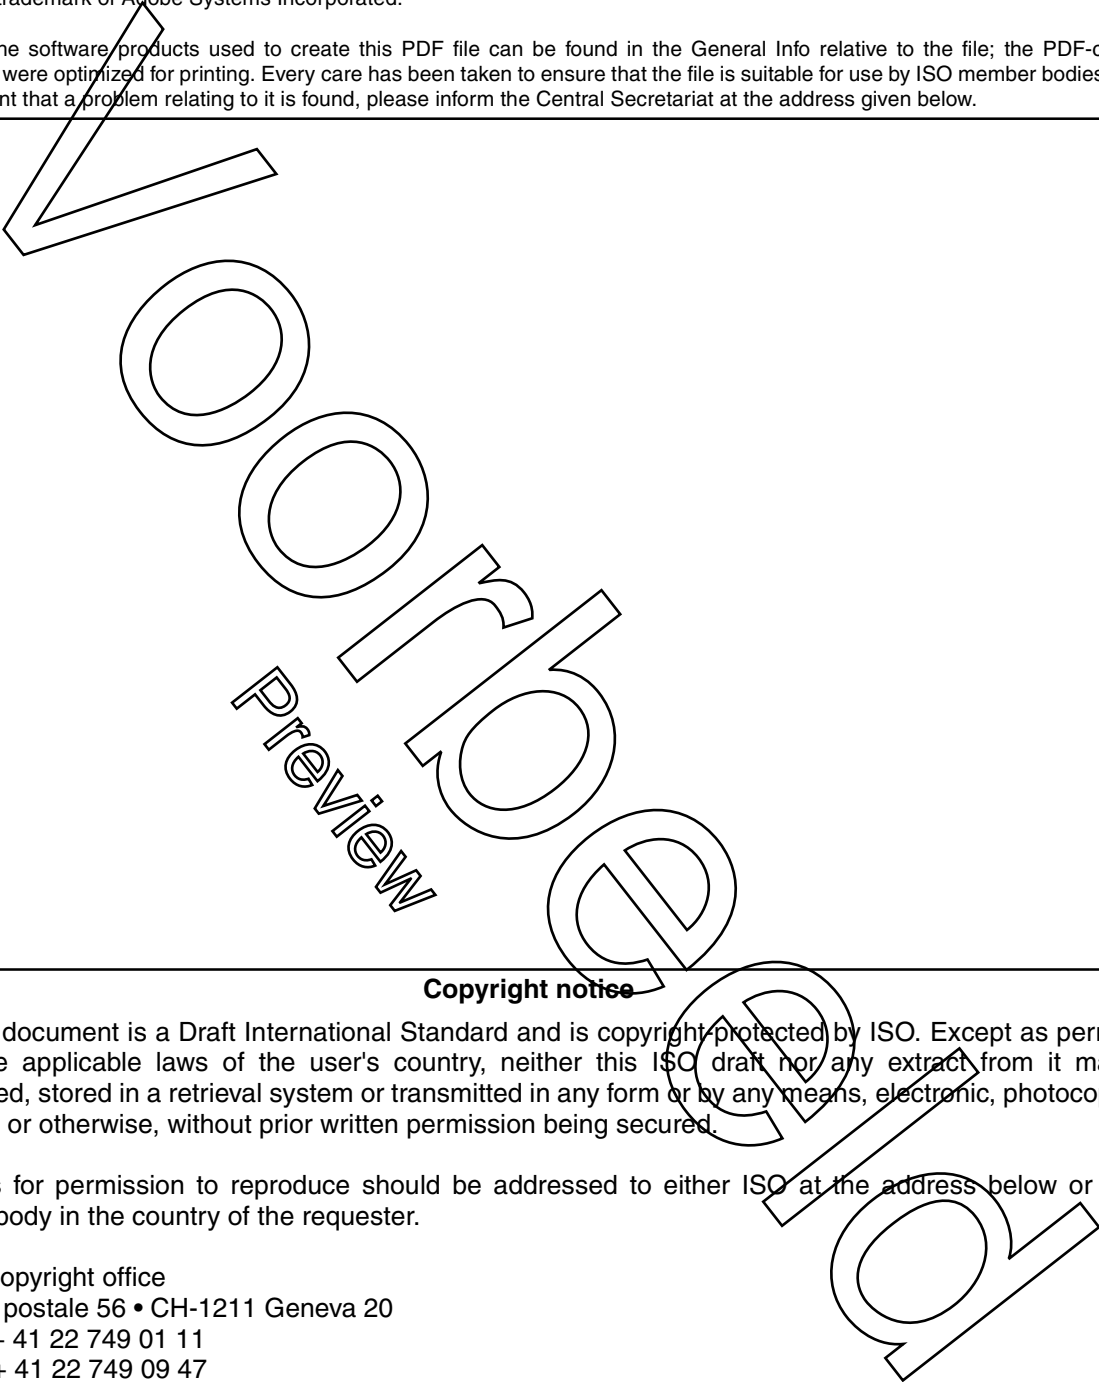 trademark of Adobe Systems Incorporated.
ne software products used to create this PDF file can be found in the General Info relative to the file; the PDF-c
were optimized for printing. Every care has been taken to ensure that the file is suitable for use by ISO member bodies
nt that a problem relating to it is found, please inform the Central Secretariat at the address given below.
Voorbeeld
Preview
Copyright notice
document is a Draft International Standard and is copyright-protected by ISO. Except as perm
e applicable laws of the user's country, neither this ISO draft nor any extract from it ma
ed, stored in a retrieval system or transmitted in any form or by any means, electronic, photocop
or otherwise, without prior written permission being secured.
s for permission to reproduce should be addressed to either ISO at the address below or
body in the country of the requester.
opyright office
postale 56 • CH-1211 Geneva 20
+ 41 22 749 01 11
+ 41 22 749 09 47